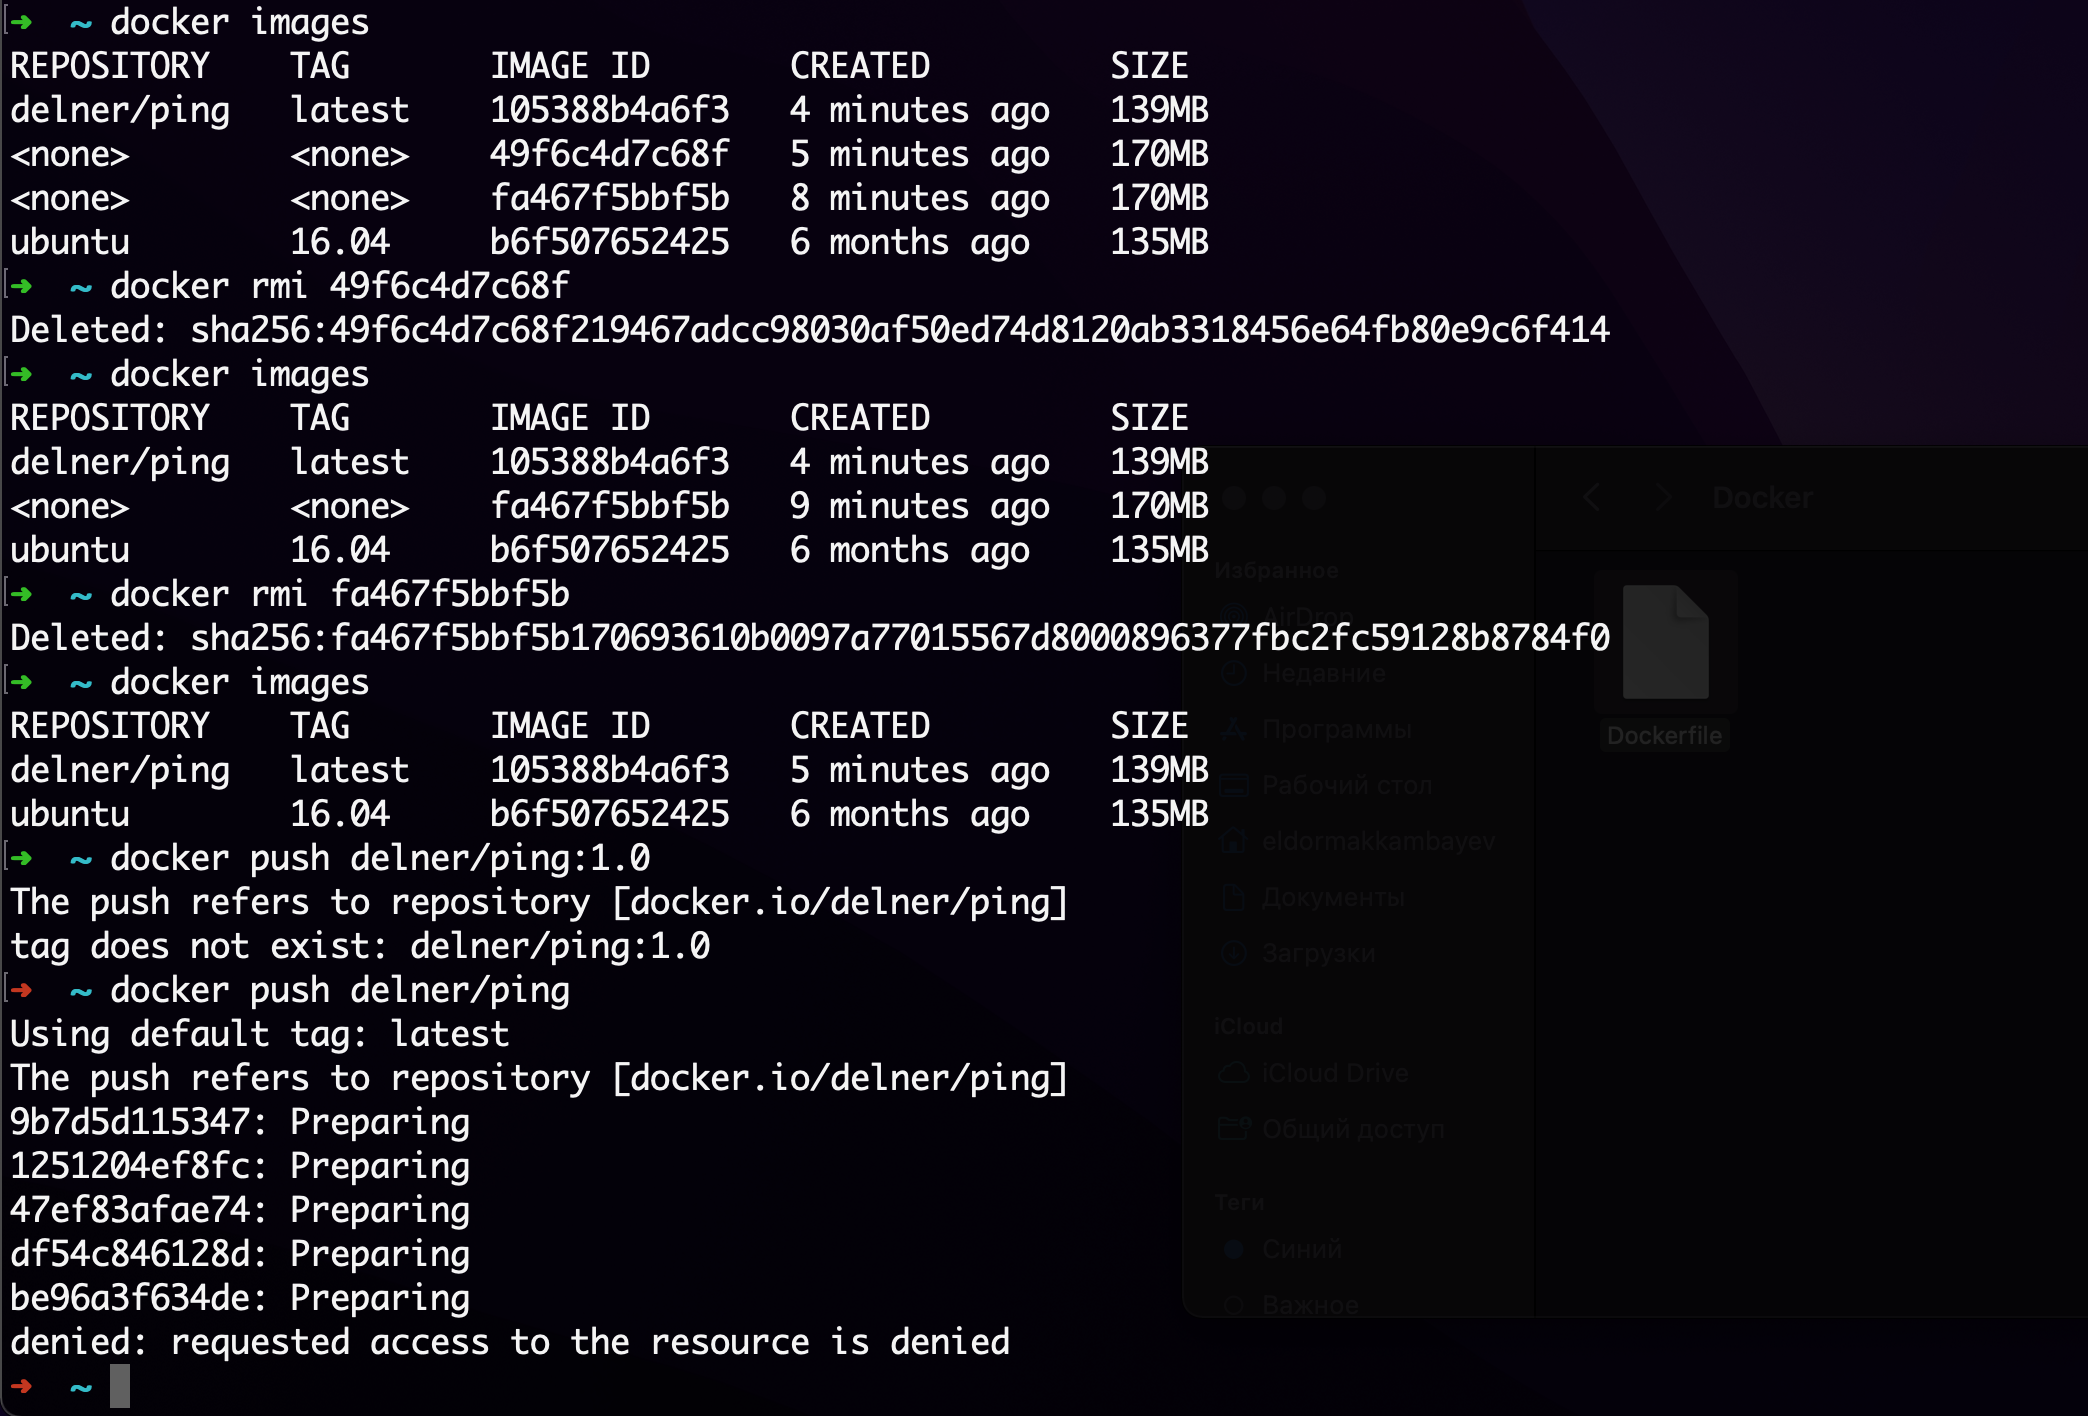 ➜ ~ docker images
REPOSITORY TAG IMAGE ID CREATED SIZE
delner/ping latest 105388b4a6f3 4 minutes ago 139MB
<none> <none> 49f6c4d7c68f 5 minutes ago 170MB
<none> <none> fa467f5bbf5b 8 minutes ago 170MB
ubuntu 16.04 b6f507652425 6 months ago 135MB
➜ ~ docker rmi 49f6c4d7c68f
Deleted: sha256:49f6c4d7c68f219467adcc98030af50ed74d8120ab3318456e64fb80e9c6f414
➜ ~ docker images
REPOSITORY TAG IMAGE ID CREATED SIZE
delner/ping latest 105388b4a6f3 4 minutes ago 139MB
<none> <none> fa467f5bbf5b 9 minutes ago 170MB
ubuntu 16.04 b6f507652425 6 months ago 135MB
➜ ~ docker rmi fa467f5bbf5b
Deleted: sha256:fa467f5bbf5b170693610b0097a77015567d8000896377fbc2fc59128b8784f0
➜ ~ docker images
REPOSITORY TAG IMAGE ID CREATED SIZE
delner/ping latest 105388b4a6f3 5 minutes ago 139MB
ubuntu 16.04 b6f507652425 6 months ago 135MB
➜ ~ docker push delner/ping:1.0
The push refers to repository [docker.io/delner/ping]
tag does not exist: delner/ping:1.0
➜ ~ docker push delner/ping
Using default tag: latest
The push refers to repository [docker.io/delner/ping]
9b7d5d115347: Preparing
1251204ef8fc: Preparing
47ef83afae74: Preparing
df54c846128d: Preparing
be96a3f634de: Preparing
denied: requested access to the resource is denied
➜ ~
Docker
Избранное
AirDrop
Недавние
Программы
Рабочий стол
eldormakkambayev
Документы
Загрузки
iCloud
iCloud Drive
Общий доступ
Теги
Синий
Важное
Dockerfile